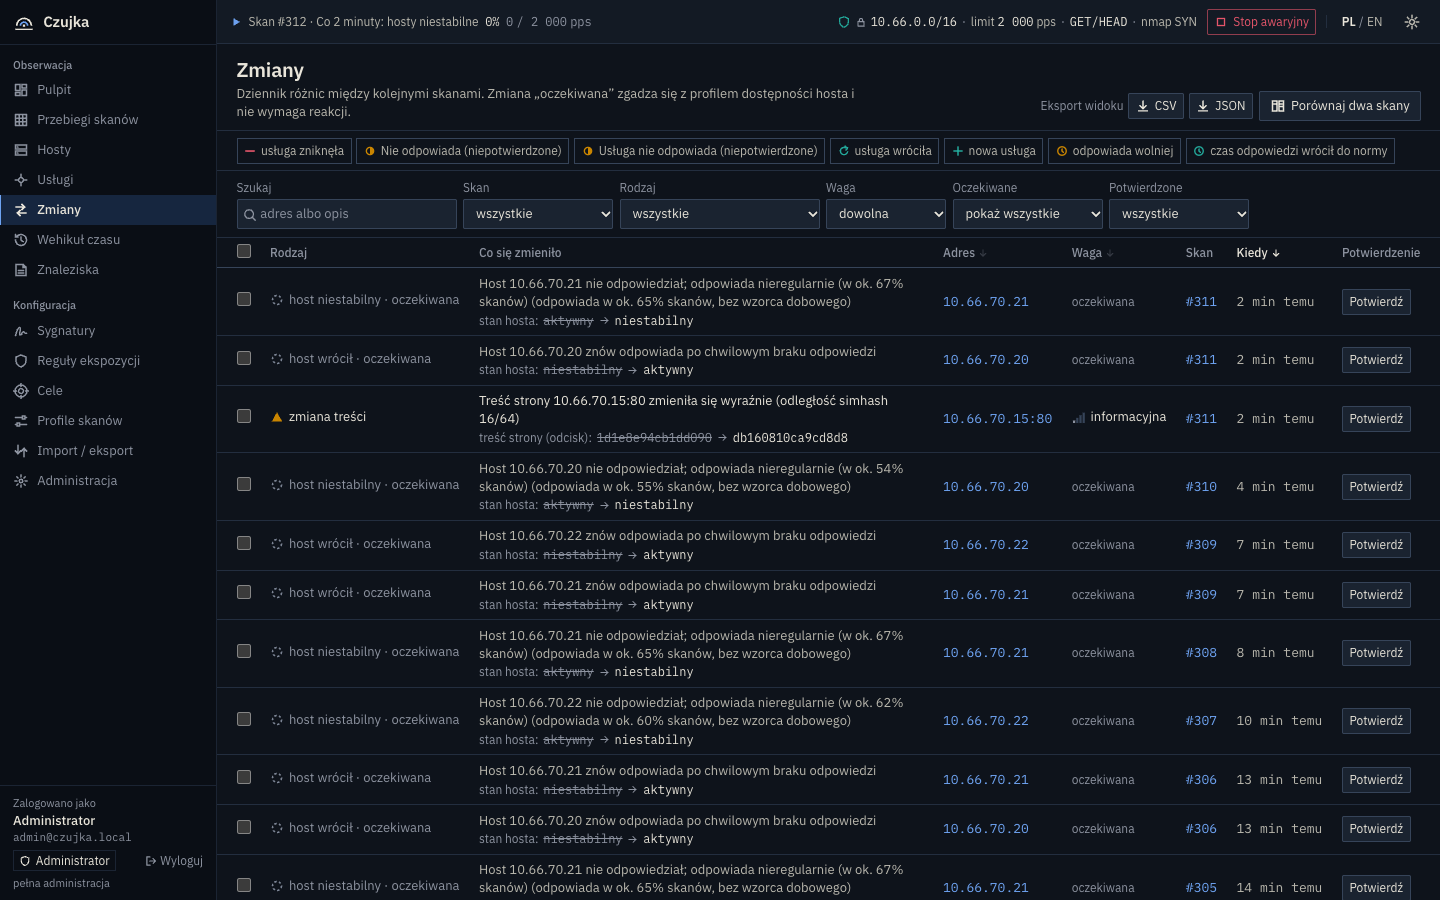 Czujka
Skan #312 · Co 2 minuty: hosty niestabilne 0% 0 / 2 000 pps
10.66.0.0/16 · limit 2 000 pps · GET/HEAD · nmap SYN
Stop awaryjny
PL / EN
Obserwacja
Pulpit
Przebiegi skanów
Hosty
Usługi
Zmiany
Wehikuł czasu
Znaleziska
Konfiguracja
Sygnatury
Reguły ekspozycji
Cele
Profile skanów
Import / eksport
Administracja
Zalogowano jako
Administrator
admin@czujka.local
Administrator
Wyloguj
pełna administracja
Zmiany
Dziennik różnic między kolejnymi skanami. Zmiana „oczekiwana” zgadza się z profilem dostępności hosta i
nie wymaga reakcji.
Eksport widoku CSV JSON Porównaj dwa skany
usługa zniknęła Nie odpowiada (niepotwierdzone) Usługa nie odpowiada (niepotwierdzone) usługa wróciła nowa usługa odpowiada wolniej czas odpowiedzi wrócił do normy
Szukaj Skan Rodzaj Waga Oczekiwane Potwierdzone
adres albo opis wszystkie wszystkie dowolna pokaż wszystkie wszystkie
Rodzaj Co się zmieniło Adres ↓ Waga ↓ Skan Kiedy ↓ Potwierdzenie
Host 10.66.70.21 nie odpowiedział; odpowiada nieregularnie (w ok. 67%
host niestabilny · oczekiwana skanów) (odpowiada w ok. 65% skanów, bez wzorca dobowego) 10.66.70.21 oczekiwana #311 2 min temu Potwierdź
stan hosta: aktywny → niestabilny
host wrócił · oczekiwana Host 10.66.70.20 znów odpowiada po chwilowym braku odpowiedzi 10.66.70.20 oczekiwana #311 2 min temu Potwierdź
stan hosta: niestabilny → aktywny
Treść strony 10.66.70.15:80 zmieniła się wyraźnie (odległość simhash
zmiana treści 16/64) 10.66.70.15:80 informacyjna #311 2 min temu Potwierdź
treść strony (odcisk): 1d1e8e94cb1dd090 → db160810ca9cd8d8
Host 10.66.70.20 nie odpowiedział; odpowiada nieregularnie (w ok. 54%
host niestabilny · oczekiwana skanów) (odpowiada w ok. 55% skanów, bez wzorca dobowego) 10.66.70.20 oczekiwana #310 4 min temu Potwierdź
stan hosta: aktywny → niestabilny
host wrócił · oczekiwana Host 10.66.70.22 znów odpowiada po chwilowym braku odpowiedzi 10.66.70.22 oczekiwana #309 7 min temu Potwierdź
stan hosta: niestabilny → aktywny
host wrócił · oczekiwana Host 10.66.70.21 znów odpowiada po chwilowym braku odpowiedzi 10.66.70.21 oczekiwana #309 7 min temu Potwierdź
stan hosta: niestabilny → aktywny
Host 10.66.70.21 nie odpowiedział; odpowiada nieregularnie (w ok. 67%
host niestabilny · oczekiwana skanów) (odpowiada w ok. 65% skanów, bez wzorca dobowego) 10.66.70.21 oczekiwana #308 8 min temu Potwierdź
stan hosta: aktywny → niestabilny
Host 10.66.70.22 nie odpowiedział; odpowiada nieregularnie (w ok. 62%
host niestabilny · oczekiwana skanów) (odpowiada w ok. 60% skanów, bez wzorca dobowego) 10.66.70.22 oczekiwana #307 10 min temu Potwierdź
stan hosta: aktywny → niestabilny
host wrócił · oczekiwana Host 10.66.70.21 znów odpowiada po chwilowym braku odpowiedzi 10.66.70.21 oczekiwana #306 13 min temu Potwierdź
stan hosta: niestabilny → aktywny
host wrócił · oczekiwana Host 10.66.70.20 znów odpowiada po chwilowym braku odpowiedzi 10.66.70.20 oczekiwana #306 13 min temu Potwierdź
stan hosta: niestabilny → aktywny
Host 10.66.70.21 nie odpowiedział; odpowiada nieregularnie (w ok. 67%
host niestabilny · oczekiwana skanów) (odpowiada w ok. 65% skanów, bez wzorca dobowego) 10.66.70.21 oczekiwana #305 14 min temu Potwierdź